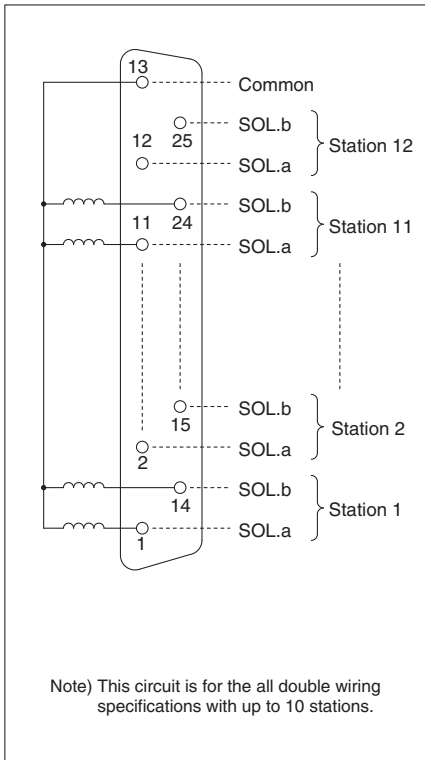 13
Common
SOL.b
12 25
SOL.a
Station 12
SOL.b
11 24
SOL.a
Station 11
SOL.b
15
SOL.a
2
Station 2
SOL.b
14
SOL.a
1
Station 1
Note) This circuit is for the all double wiring
specifications with up to 10 stations.